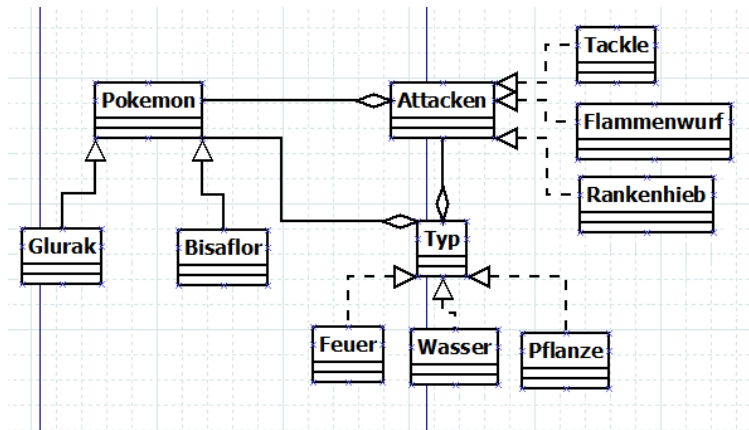 Tackle
Pokemon
Attacken
Flammenwurf
Rankenhieb
Glurak
Bisaflor
Typ
Feuer
Wasser
Pflanze